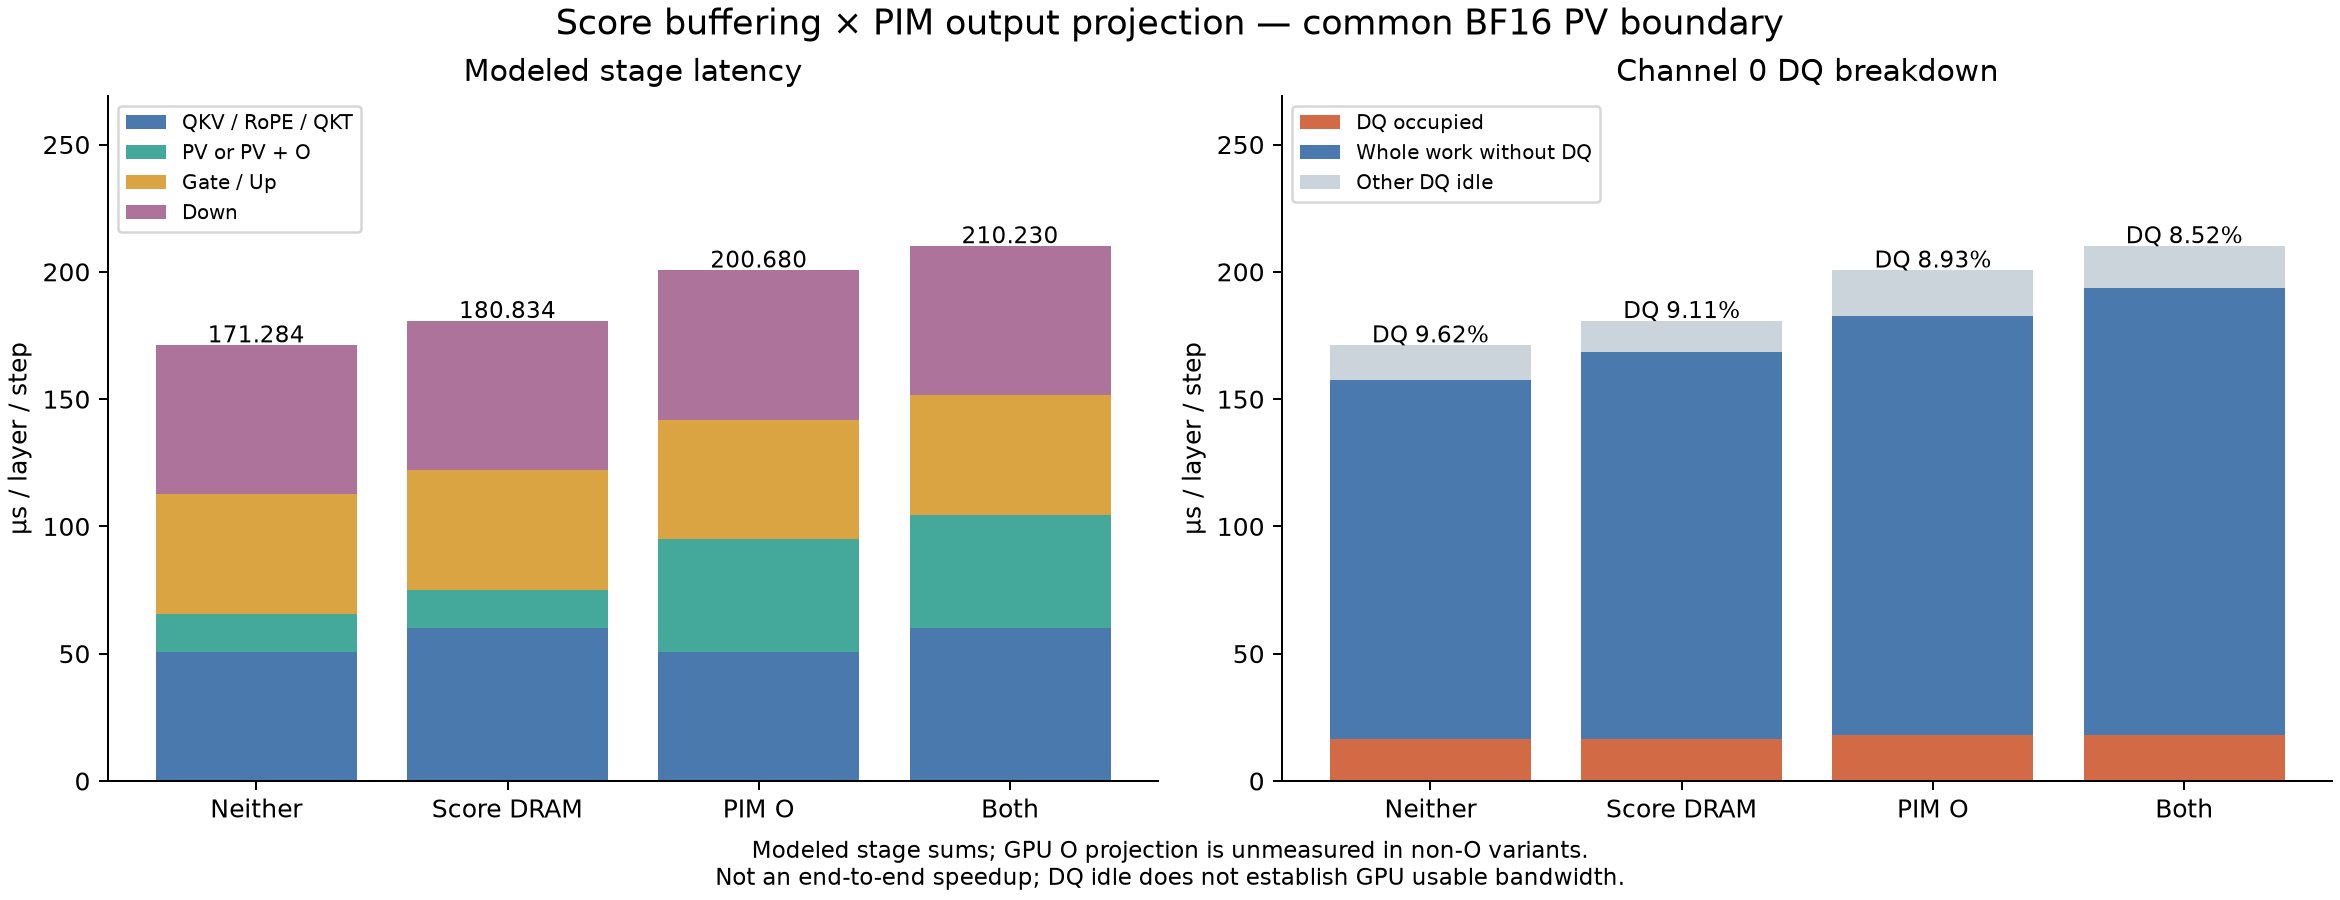 Score buffering × PIM output projection — common BF16 PV boundary
Modeled stage latency
QKV / RoPE / QKT
PV or PV + O
Gate / Up
Down
µs / layer / step
250
200
150
100
50
0
171.284
180.834
200.680
210.230
Neither
Score DRAM
PIM O
Both
Channel 0 DQ breakdown
DQ occupied
Whole work without DQ
Other DQ idle
µs / layer / step
250
200
150
100
50
0
DQ 9.62%
DQ 9.11%
DQ 8.93%
DQ 8.52%
Neither
Score DRAM
PIM O
Both
Modeled stage sums; GPU O projection is unmeasured in non-O variants.
Not an end-to-end speedup; DQ idle does not establish GPU usable bandwidth.